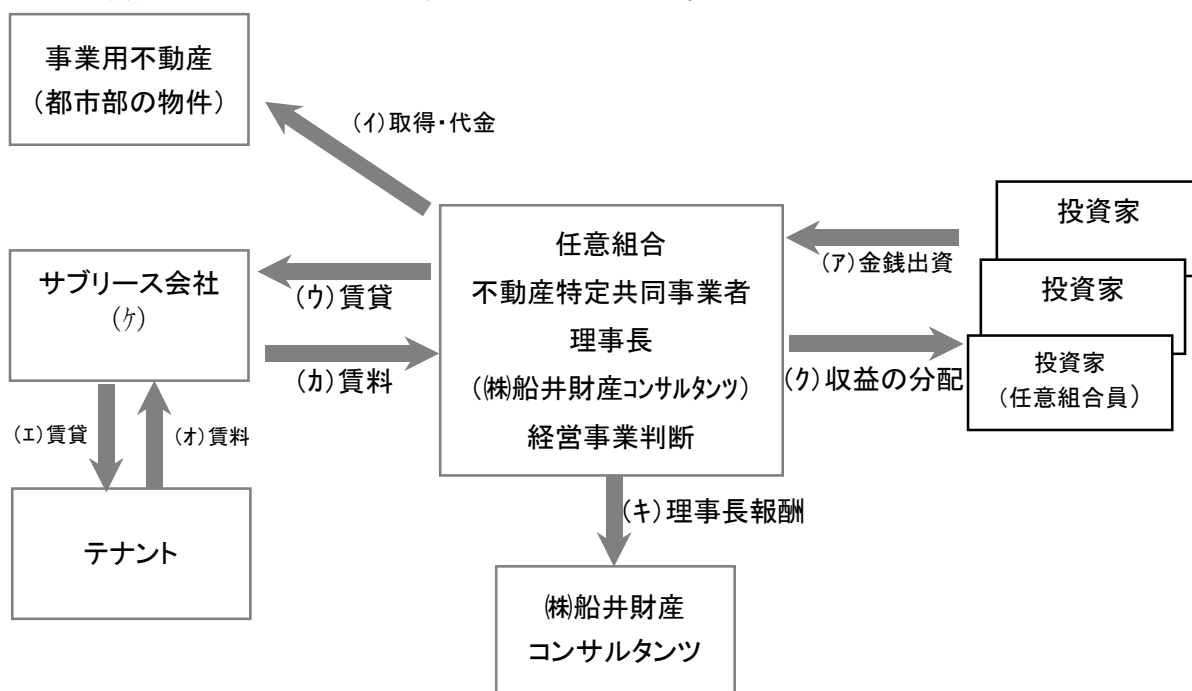 事業用不動産
(都市部の物件)
(イ)取得・代金
投資家
任意組合
不動産特定共同事業者
理事長
(㈱船井財産コンサルタンツ)
経営事業判断
(ア)金銭出資
投資家
サブリース会社
(ケ)
(ウ)賃貸
(カ)賃料
(ク)収益の分配
投資家
(任意組合員)
(エ)賃貸
(オ)賃料
テナント
(キ)理事長報酬
㈱船井財産
コンサルタンツ